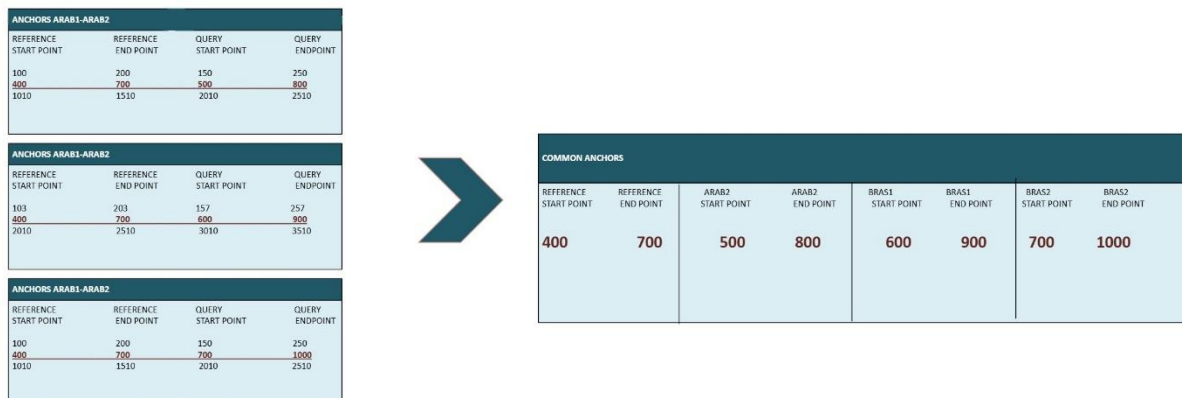 ANCHORS ARAB1-ARAB2
REFERENCE START POINT REFERENCE END POINT QUERY START POINT QUERY ENDPOINT
100 200 150 250
400 700 500 800
1010 1510 2010 2510
ANCHORS ARAB1-ARAB2
REFERENCE START POINT REFERENCE END POINT QUERY START POINT QUERY ENDPOINT
103 203 157 257
400 700 600 900
2010 2510 3010 3510
ANCHORS ARAB1-ARAB2
REFERENCE START POINT REFERENCE END POINT QUERY START POINT QUERY ENDPOINT
100 200 150 250
400 700 700 1000
1010 1510 2010 2510
COMMON ANCHORS
REFERENCE START POINT REFERENCE END POINT ARAB2 START POINT ARAB2 END POINT BRAS1 START POINT BRAS1 END POINT BRAS2 START POINT BRAS2 END POINT
400 700 500 800 600 900 700 1000